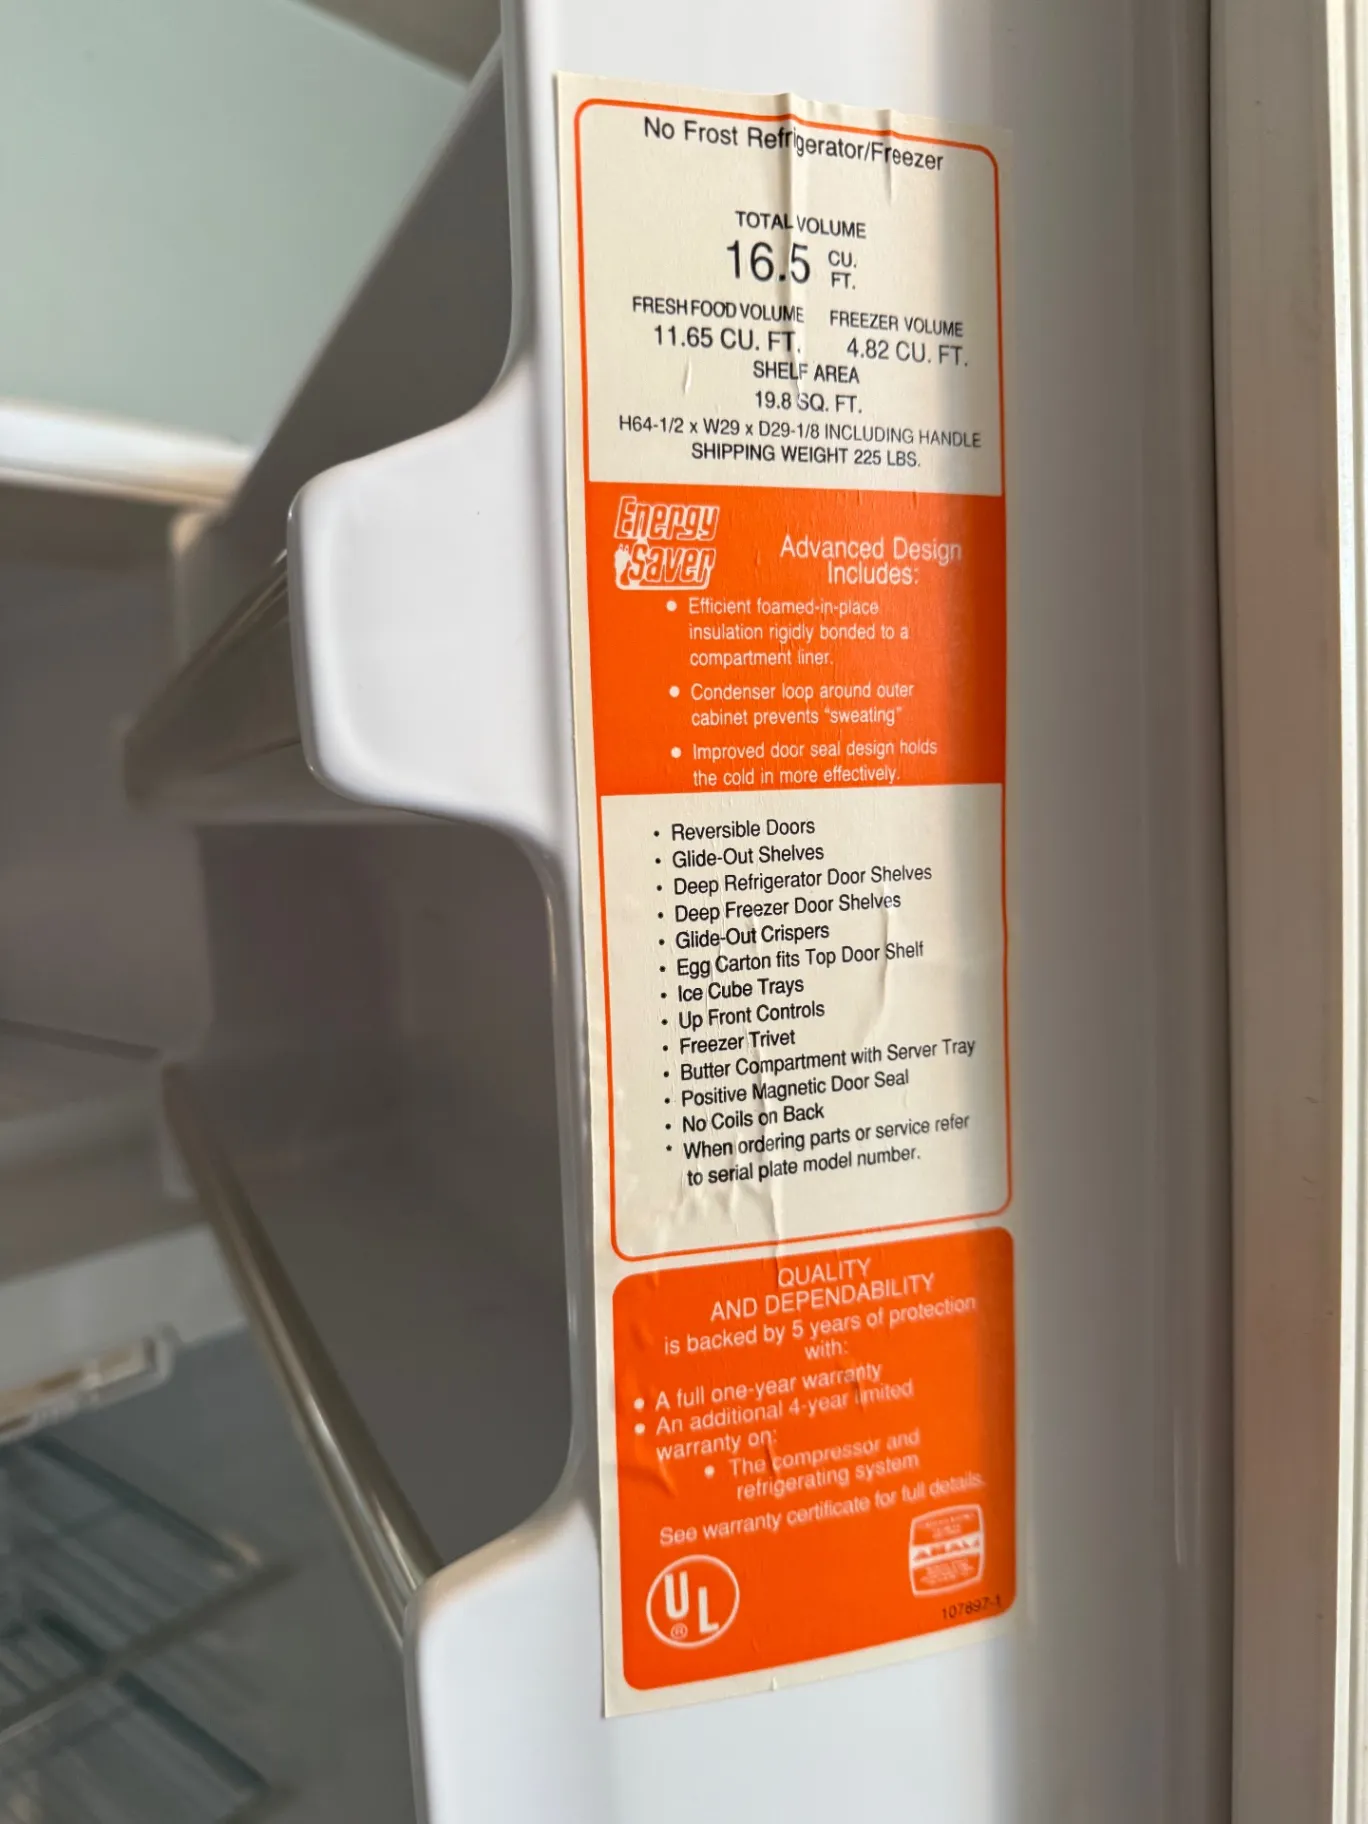 No Frost Refrigerator/Freezer
TOTAL VOLUME
16.5 CU. FT.
FRESH FOOD VOLUME FREEZER VOLUME
11.65 CU. FT. 4.82 CU. FT.
SHELF AREA
19.8 SQ. FT.
H64-1/2 x W29 x D29-1/8 INCLUDING HANDLE
SHIPPING WEIGHT 225 LBS.
Energy
Saver
Advanced Design
Includes:
• Efficient foamed-in-place
insulation rigidly bonded to a
compartment liner.
• Condenser loop around outer
cabinet prevents "sweating"
• Improved door seal design holds
the cold in more effectively.
• Reversible Doors
• Glide-Out Shelves
• Deep Refrigerator Door Shelves
• Deep Freezer Door Shelves
• Glide-Out Crispers
• Egg Carton fits Top Door Shelf
• Ice Cube Trays
• Up Front Controls
• Freezer Trivet
• Butter Compartment with Server Tray
• Positive Magnetic Door Seal
• No Coils on Back
* When ordering parts or service refer
to serial plate model number.
QUALITY
AND DEPENDABILITY
is backed by 5 years of protection
with:
• A full one-year warranty
• An additional 4-year limited
warranty on:
• The compressor and
refrigerating system
See warranty certificate for full details.
UL
®
AHAM
107897-1